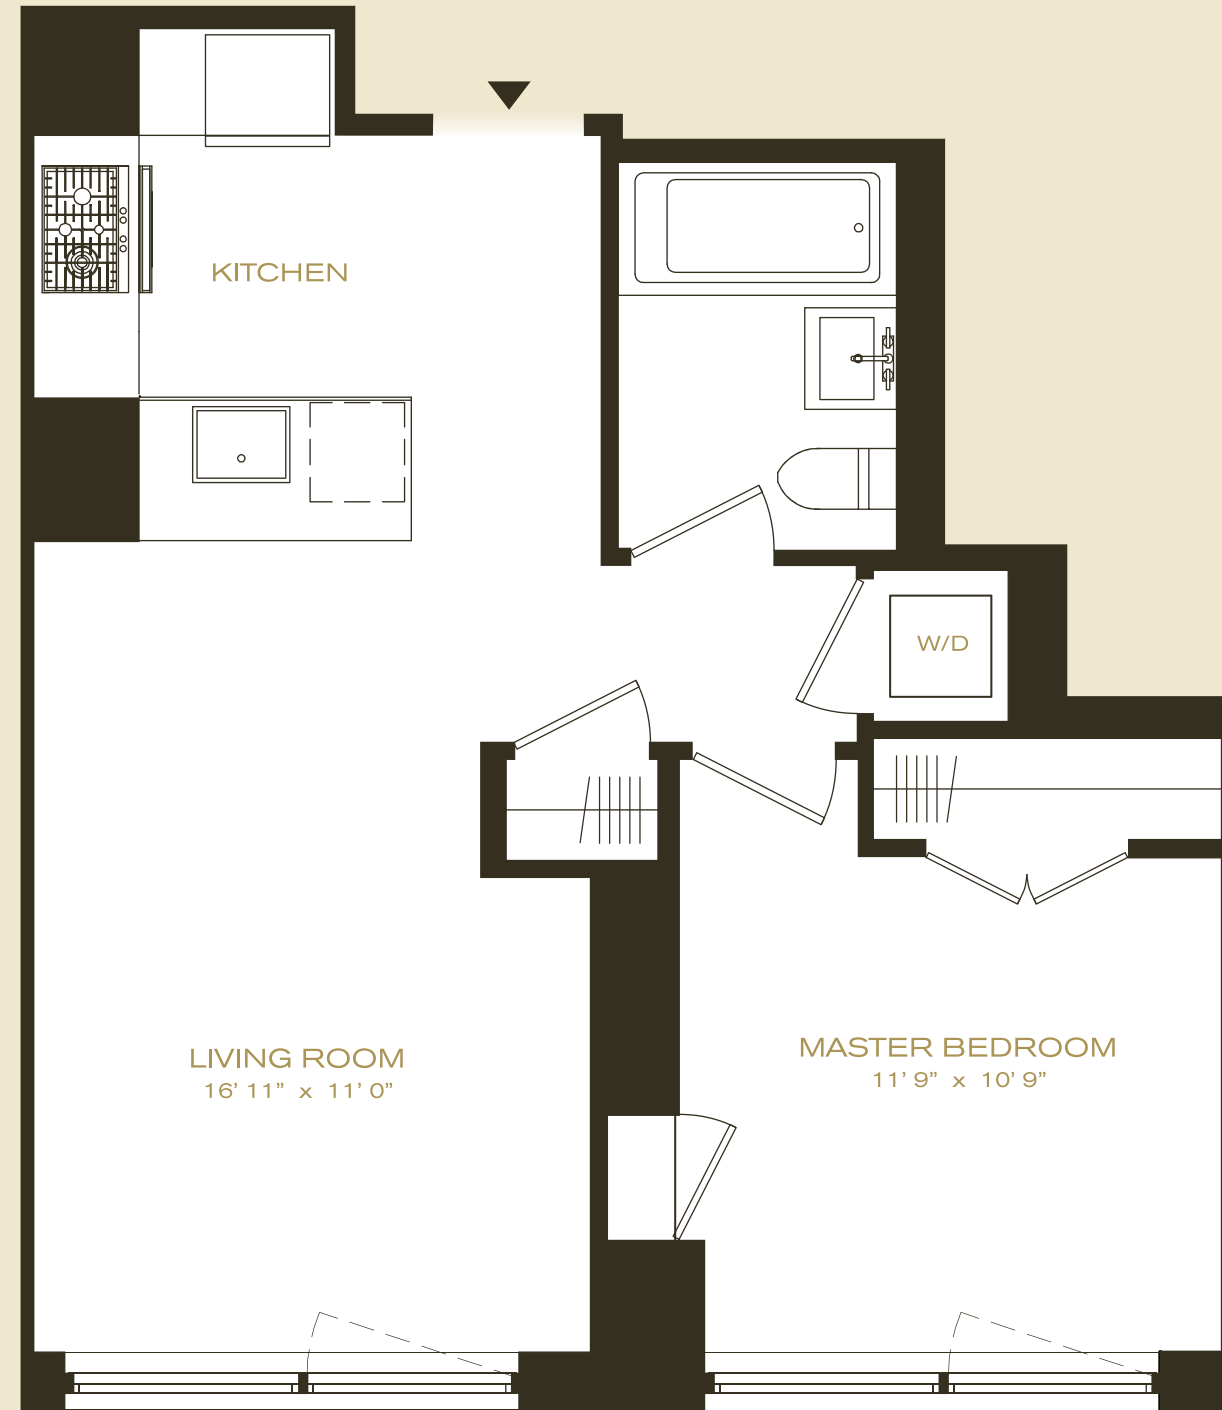 KITCHEN
W/D
LIVING ROOM
16’ 11” x 11’ 0”
MASTER BEDROOM
11’ 9” x 10’ 9”